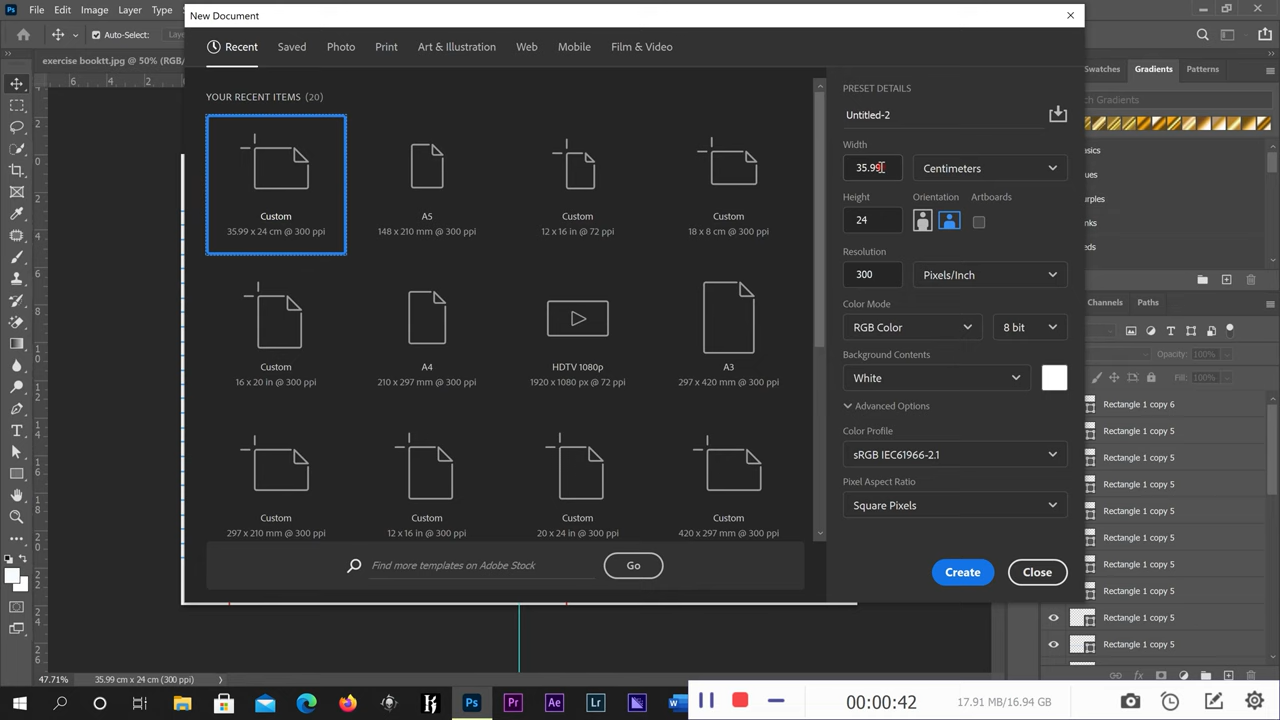 File Edit Image Layer
New Document
Auto-Select:
exercise booktt.jpg @ 50% (RGB/
Recent Saved Photo Print Art & Illustration Web Mobile Film & Video
YOUR RECENT ITEMS (20)
Custom
35.99 x 24 cm @ 300 ppi
A5
148 x 210 mm @ 300 ppi
Custom
12 x 16 in @ 72 ppi
Custom
18 x 8 cm @ 300 ppi
Custom
16 x 20 in @ 300 ppi
A4
210 x 297 mm @ 300 ppi
HDTV 1080p
1920 x 1080 px @ 72 ppi
A3
297 x 420 mm @ 300 ppi
Custom
297 x 210 mm @ 300 ppi
Custom
12 x 16 in @ 300 ppi
Custom
20 x 24 in @ 300 ppi
Custom
420 x 297 mm @ 300 ppi
Find more templates on Adobe Stock
Go
PRESET DETAILS
Untitled-2
Width
35.99 Centimeters
Height Orientation Artboards
24
Resolution
300 Pixels/Inch
Color Mode
RGB Color 8 bit
Background Contents
White
Advanced Options
Color Profile
sRGB IEC61966-2.1
Pixel Aspect Ratio
Square Pixels
Create Close
Swatches Gradients Patterns
Search Gradients
Channels Paths
Opacity: 100%
Fill: 100%
Rectangle 1 copy 6
Rectangle 1 copy 5
Rectangle 1 copy 5
Rectangle 1 copy 5
Rectangle 1 copy 5
Rectangle 1 copy 5
Rectangle 1 copy 5
Rectangle 1 copy 5
Rectangle 1 copy 5
Rectangle 1 copy 5
47.71% 35.99 cm x 24 cm (300 ppi)
00:00:42
17.91 MB/16.94 GB